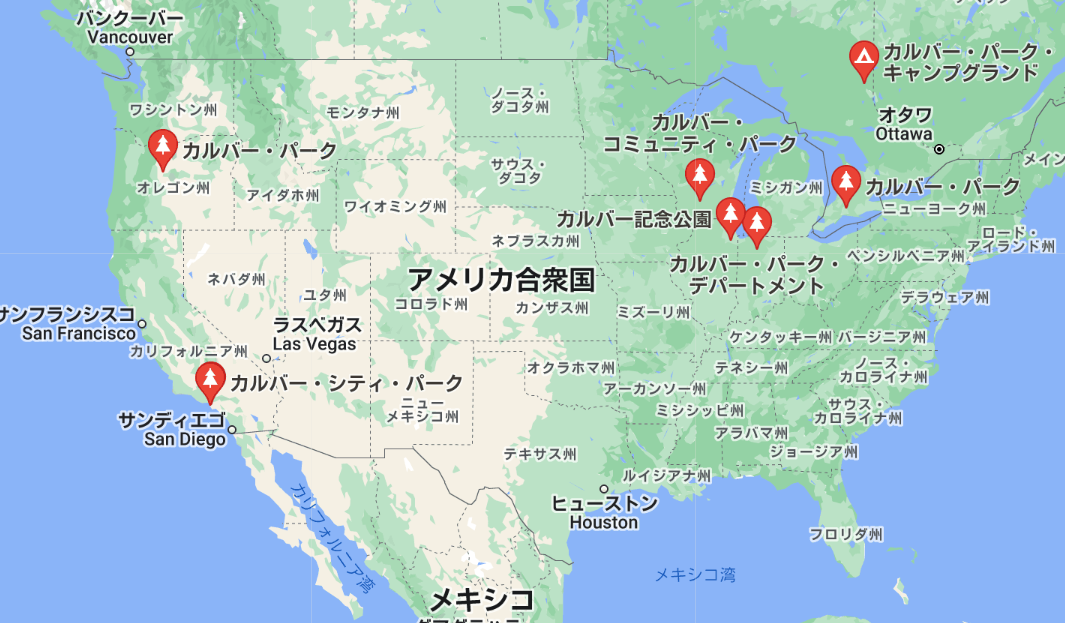 バンクーバー
Vancouver
カルバー・パーク・
キャンプグランド
ワシントン州
モンタナ州
ノース・
ダコタ州
カルバー・
コミュニティ・パーク
オタワ
Ottawa
カルバー・パーク
オレゴン州
アイダホ州
サウス・
ダコタ
ワイオミング州
ミシガン州
カルバー・パーク
ニューヨーク州
カルバー記念公園
ロード・
アイランド州
ネブラスカ州
カルバー・パーク・
デパートメント
ペンシルベニア州
ネバダ州
ユタ州
アメリカ合衆国
コロラド州
カンザス州
ミズーリ州
デラウェア州
サンフランシスコ
San Francisco
ラスベガス
Las Vegas
ケンタッキー州
バージニア州
カリフォルニア州
カルバー・シティ・パーク
オクラホマ州
テネシー州
ノース・
カロライナ州
アーカンソー州
ニュー
メキシコ州
ミシシッピ州
サウス・
カロライナ州
サンディエゴ
San Diego
アラバマ州
ジョージア州
テキサス州
ルイジアナ州
ヒューストン
Houston
カリフォルニア湾
フロリダ州
メキシコ湾
メキシコ